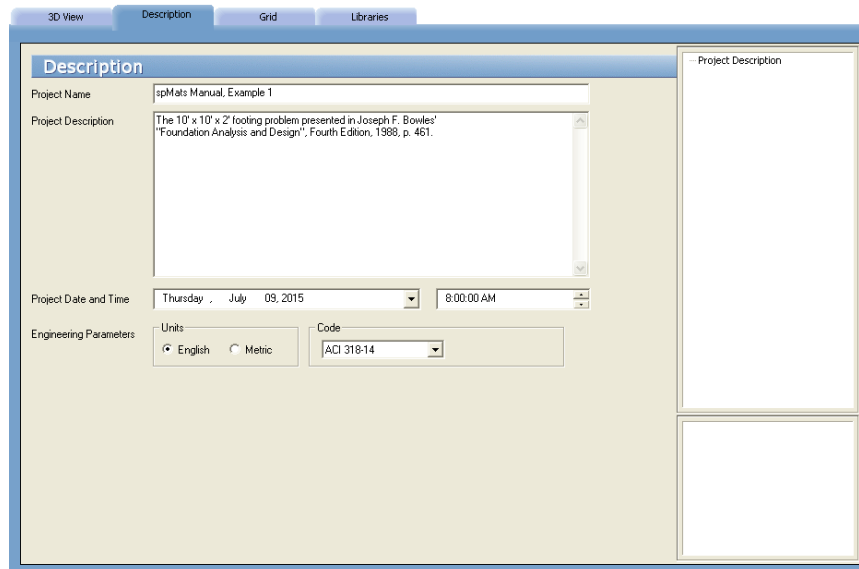 3D View
Description
Grid
Libraries
Description
Project Name
spMats Manual, Example 1
Project Description
The 10' x 10' x 2' footing problem presented in Joseph F. Bowles'
"Foundation Analysis and Design", Fourth Edition, 1988, p. 461.
Project Date and Time
Thursday , July 09, 2015
8:00:00 AM
Engineering Parameters
Units
English
Metric
Code
ACI 318-14
Project Description